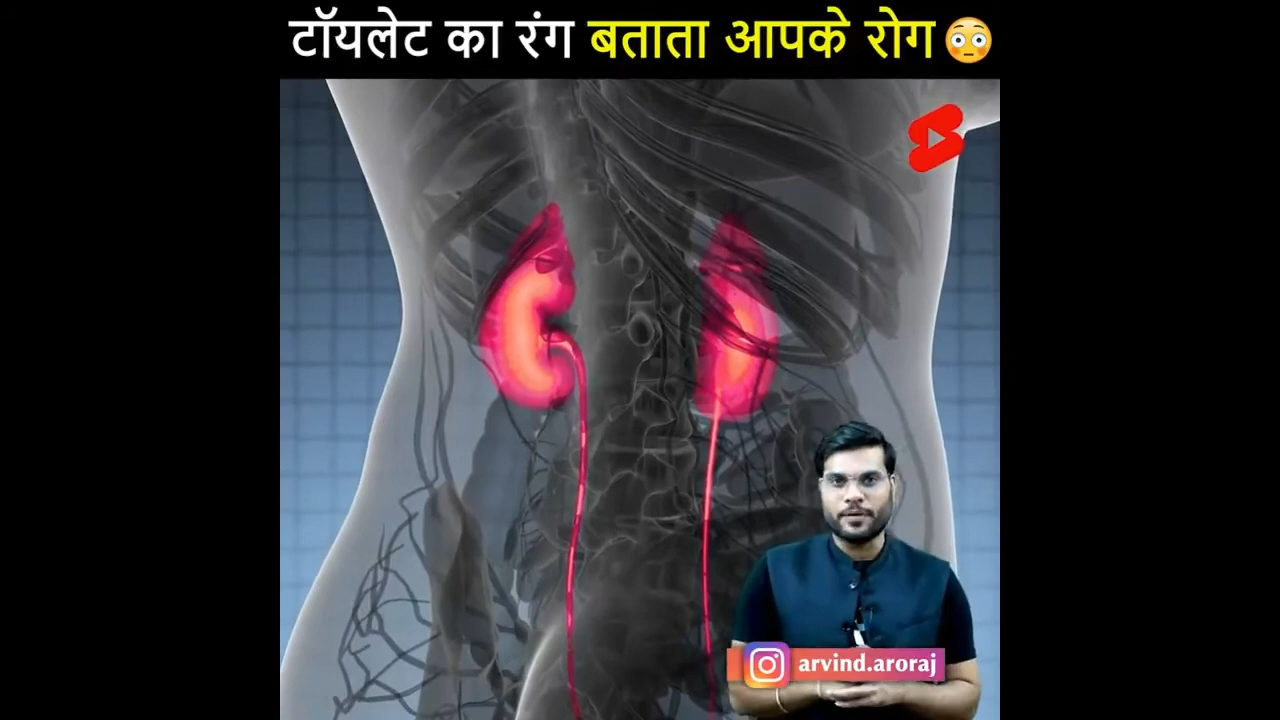 टॉयलेट का रंग बताता आपके रोग😳
arvind.aroraj